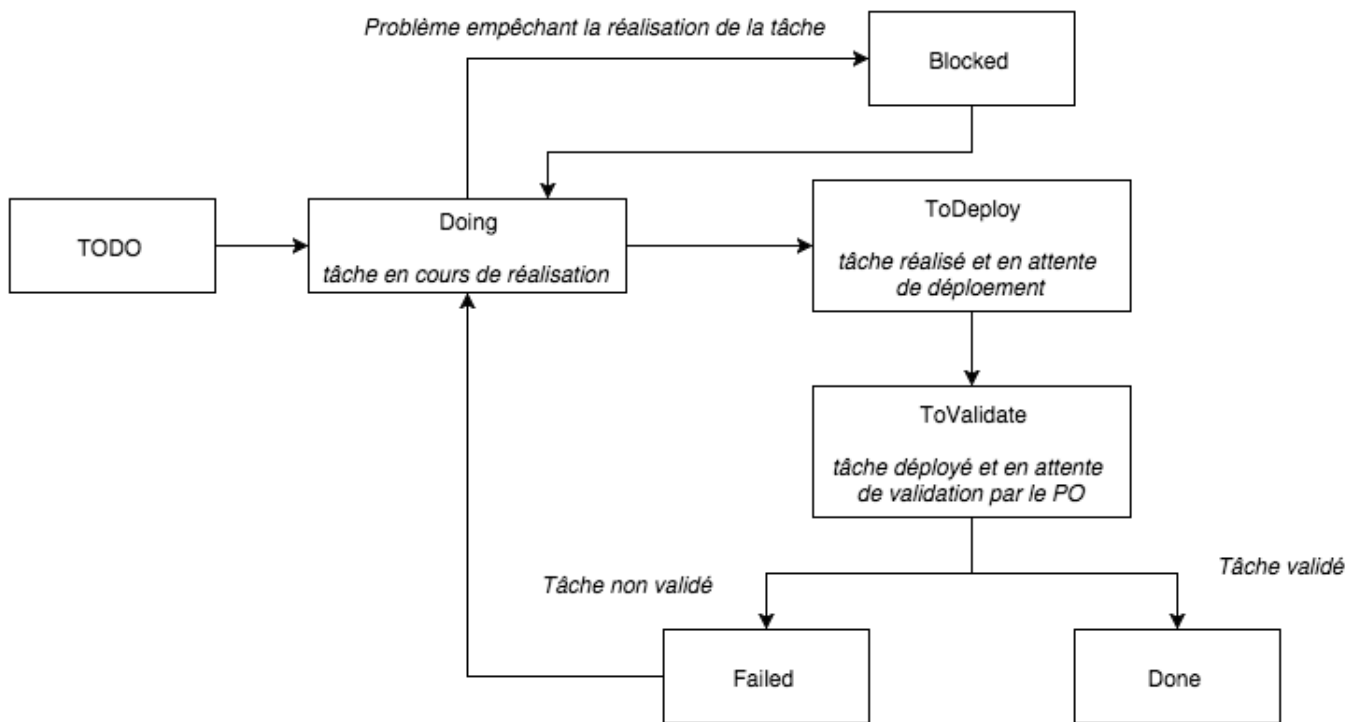 Problème empêchant la réalisation de la tâche
Blocked
TODO
Doing
tâche en cours de réalisation
ToDeploy
tâche réalisé et en attente
de déploement
ToValidate
tâche déployé et en attente
de validation par le PO
Tâche non validé
Tâche validé
Failed
Done